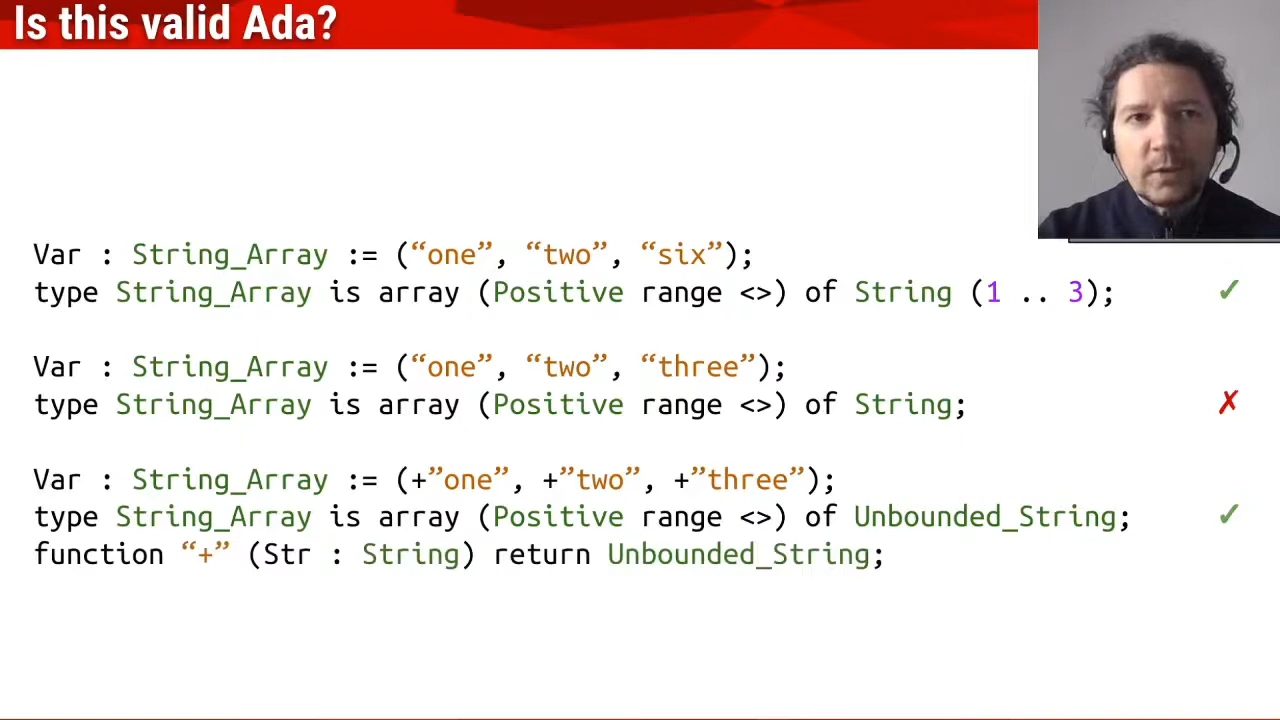 Is this valid Ada?
Var : String_Array := (“one”, “two”, “six”);
type String_Array is array (Positive range <>) of String (1 .. 3); ✓
Var : String_Array := (“one”, “two”, “three”);
type String_Array is array (Positive range <>) of String; ✗
Var : String_Array := (+”one”, +”two”, +”three”);
type String_Array is array (Positive range <>) of Unbounded_String; ✓
function “+” (Str : String) return Unbounded_String;